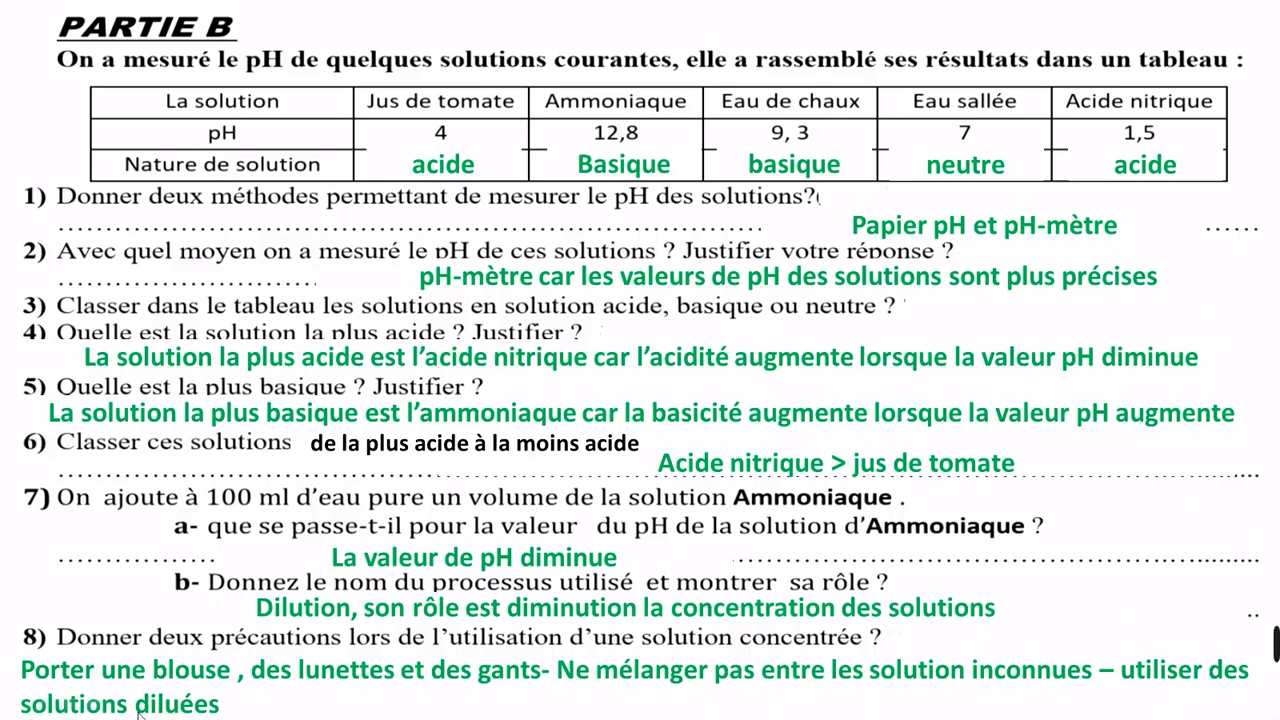 PARTIE B
On a mesuré le pH de quelques solutions courantes, elle a rassemblé ses résultats dans un tableau :
La solution Jus de tomate Ammoniaque Eau de chaux Eau sallée Acide nitrique
pH 4 12,8 9, 3 7 1,5
Nature de solution acide Basique basique neutre acide
1) Donner deux méthodes permettant de mesurer le pH des solutions?
Papier pH et pH-mètre
2) Avec quel moyen on a mesuré le pH de ces solutions ? Justifier votre réponse ?
pH-mètre car les valeurs de pH des solutions sont plus précises
3) Classer dans le tableau les solutions en solution acide, basique ou neutre ?
4) Quelle est la solution la plus acide ? Justifier ?
La solution la plus acide est l’acide nitrique car l’acidité augmente lorsque la valeur pH diminue
5) Quelle est la plus basique ? Justifier ?
La solution la plus basique est l’ammoniaque car la basicité augmente lorsque la valeur pH augmente
6) Classer ces solutions de la plus acide à la moins acide
Acide nitrique > jus de tomate
7) On ajoute à 100 ml d’eau pure un volume de la solution Ammoniaque .
a- que se passe-t-il pour la valeur du pH de la solution d’Ammoniaque ?
La valeur de pH diminue
b- Donnez le nom du processus utilisé et montrer sa rôle ?
Dilution, son rôle est diminution la concentration des solutions
8) Donner deux précautions lors de l’utilisation d’une solution concentrée ?
Porter une blouse , des lunettes et des gants- Ne mélanger pas entre les solution inconnues – utiliser des
solutions diluées